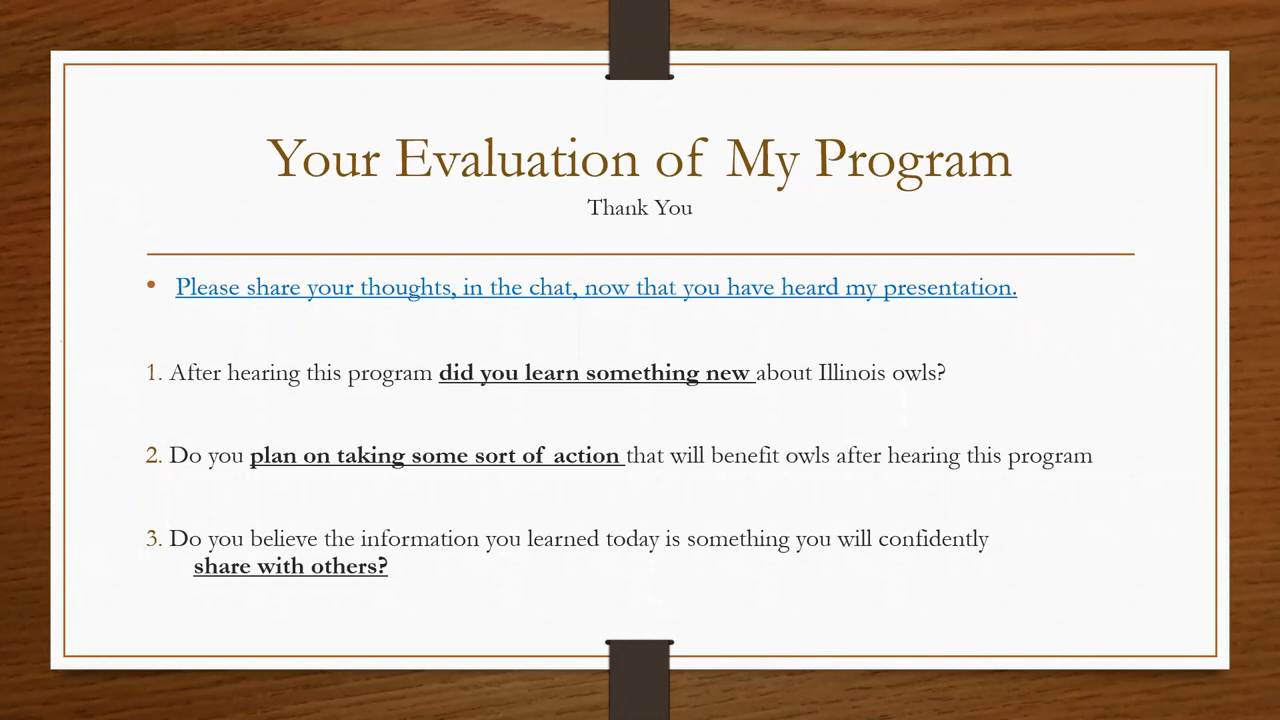 Your Evaluation of My Program
Thank You
• Please share your thoughts, in the chat, now that you have heard my presentation.
1. After hearing this program did you learn something new about Illinois owls?
2. Do you plan on taking some sort of action that will benefit owls after hearing this program
3. Do you believe the information you learned today is something you will confidently
share with others?